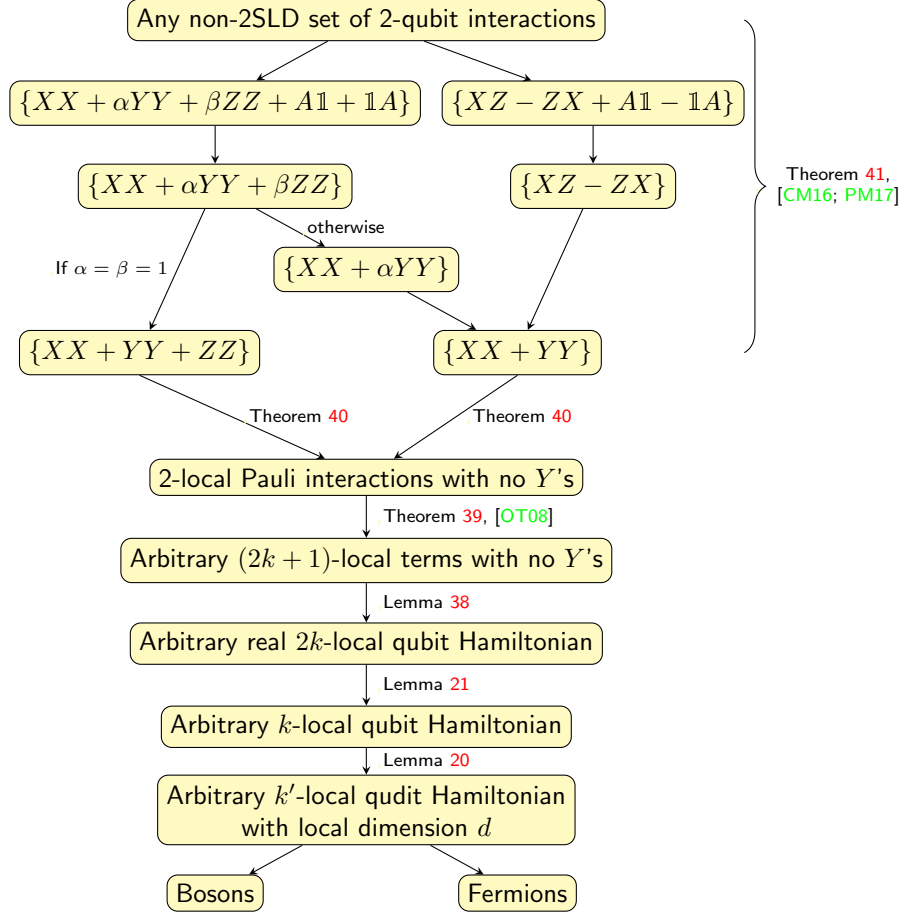 Any non-2SLD set of 2-qubit interactions
{XX + αYY + βZZ + A𝟙 + 𝟙A}
{XZ − ZX + A𝟙 − 𝟙A}
Theorem 41,
[CM16; PM17]
{XX + αYY + βZZ}
{XZ − ZX}
otherwise
If α = β = 1
{XX + αYY}
{XX + YY + ZZ}
{XX + YY}
Theorem 40
Theorem 40
2-local Pauli interactions with no Y's
Theorem 39, [OT08]
Arbitrary (2k + 1)-local terms with no Y's
Lemma 38
Arbitrary real 2k-local qubit Hamiltonian
Lemma 21
Arbitrary k-local qubit Hamiltonian
Lemma 20
Arbitrary k′-local qudit Hamiltonian
with local dimension d
Bosons
Fermions